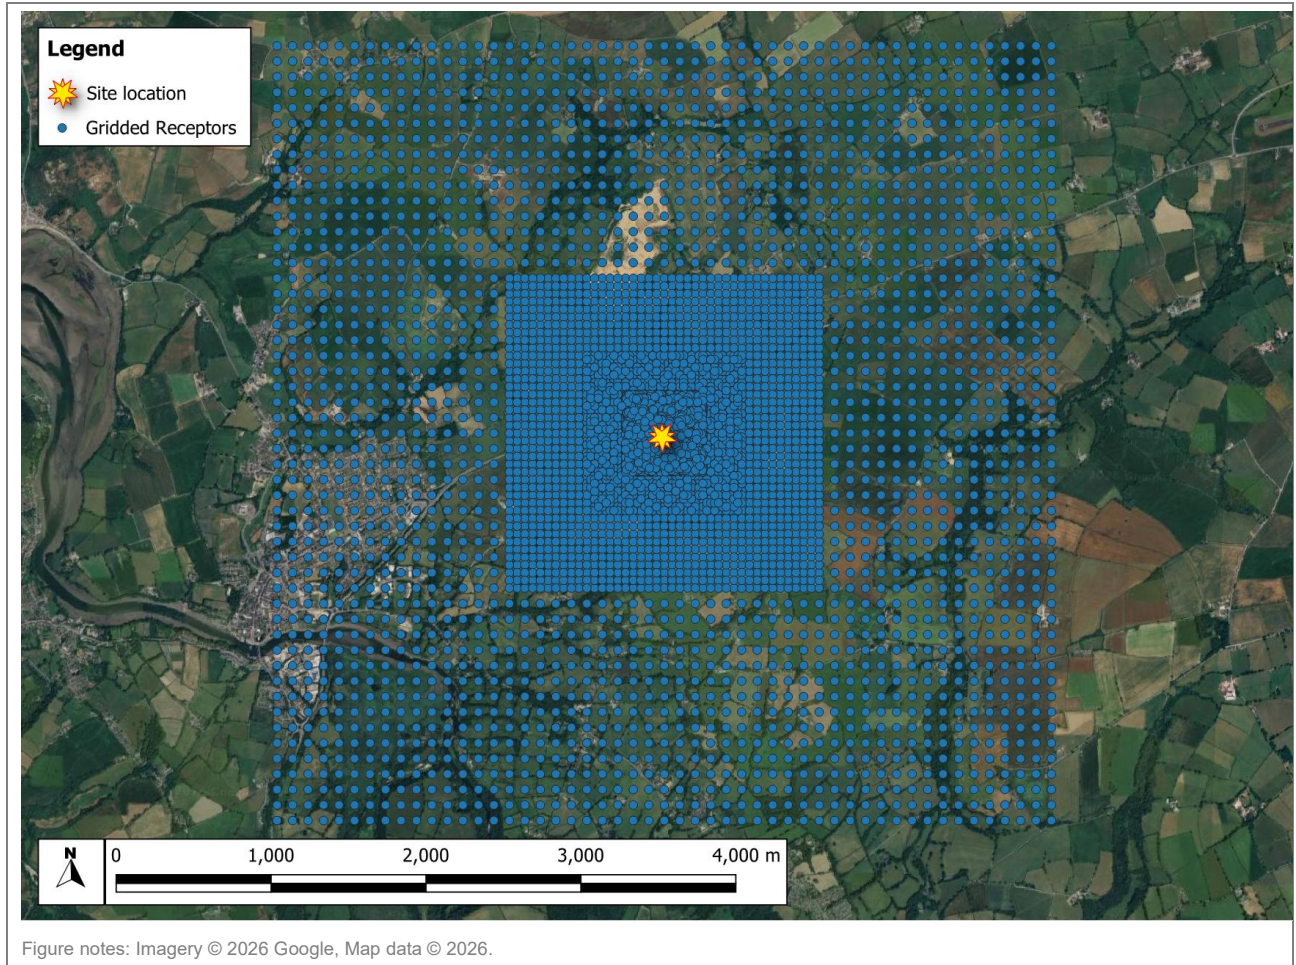 Legend
Site location
Gridded Receptors
N
0 1,000 2,000 3,000 4,000 m
Figure notes: Imagery © 2026 Google, Map data © 2026.